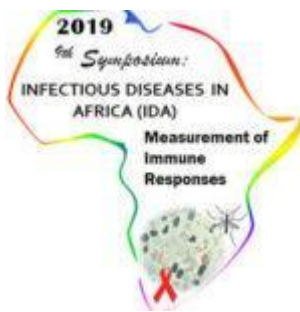 2019
9th Symposium:
INFECTIOUS DISEASES IN
AFRICA (IDA)
Measurement of
Immune
Responses